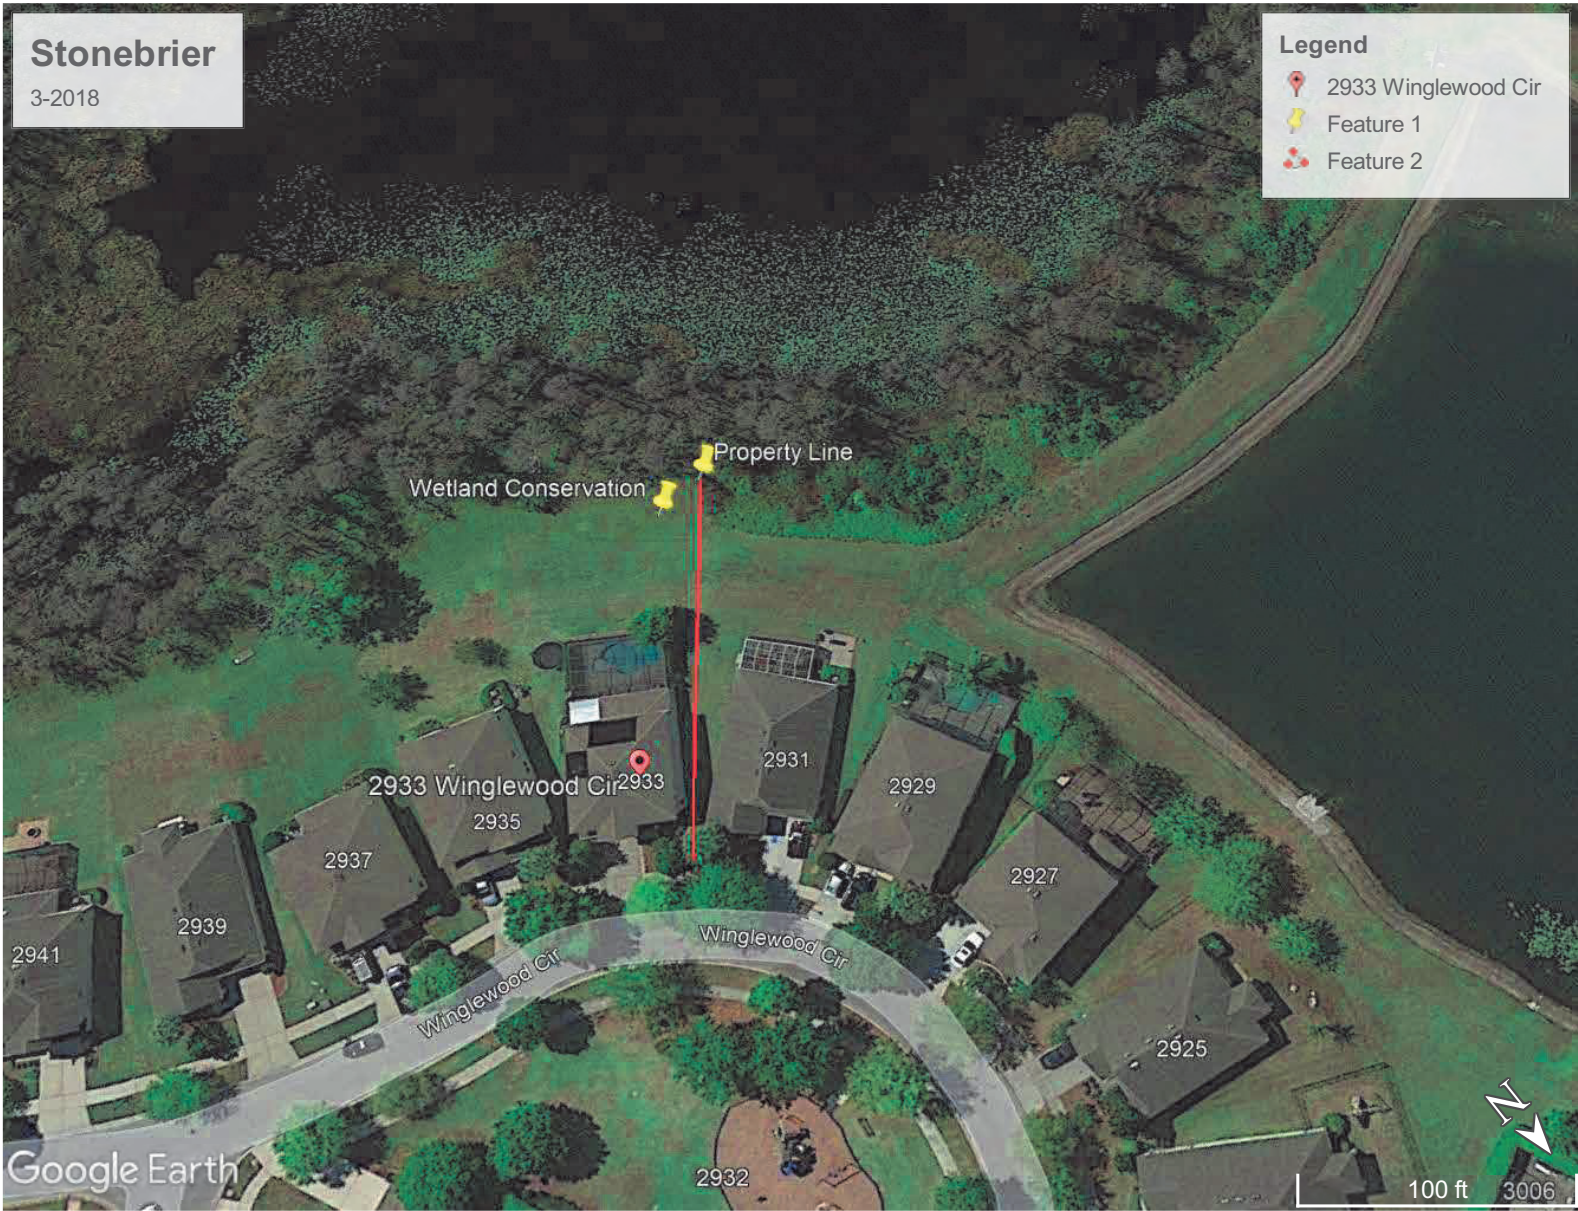 Stonebrier
3-2018
Legend
2933 Winglewood Cir
Feature 1
Feature 2
Property Line
Wetland Conservation
2931
2933 Winglewood Cir
2933
2929
2935
2937
2927
2939
2941
Winglewood Cir
Winglewood Cir
2925
N
Google Earth
2932
100 ft
3006